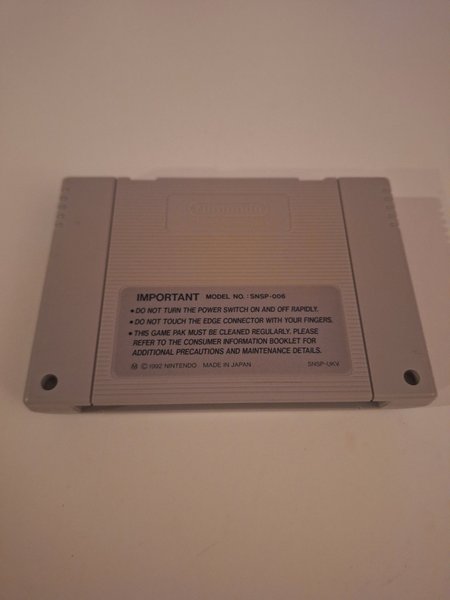 Nintendo
IMPORTANT MODEL NO. : SNSP-006
• DO NOT TURN THE POWER SWITCH ON AND OFF RAPIDLY.
• DO NOT TOUCH THE EDGE CONNECTOR WITH YOUR FINGERS.
• THIS GAME PAK MUST BE CLEANED REGULARLY. PLEASE
REFER TO THE CONSUMER INFORMATION BOOKLET FOR
ADDITIONAL PRECAUTIONS AND MAINTENANCE DETAILS.
Ⓜ © 1992 NINTENDO MADE IN JAPAN SNSP-UKV